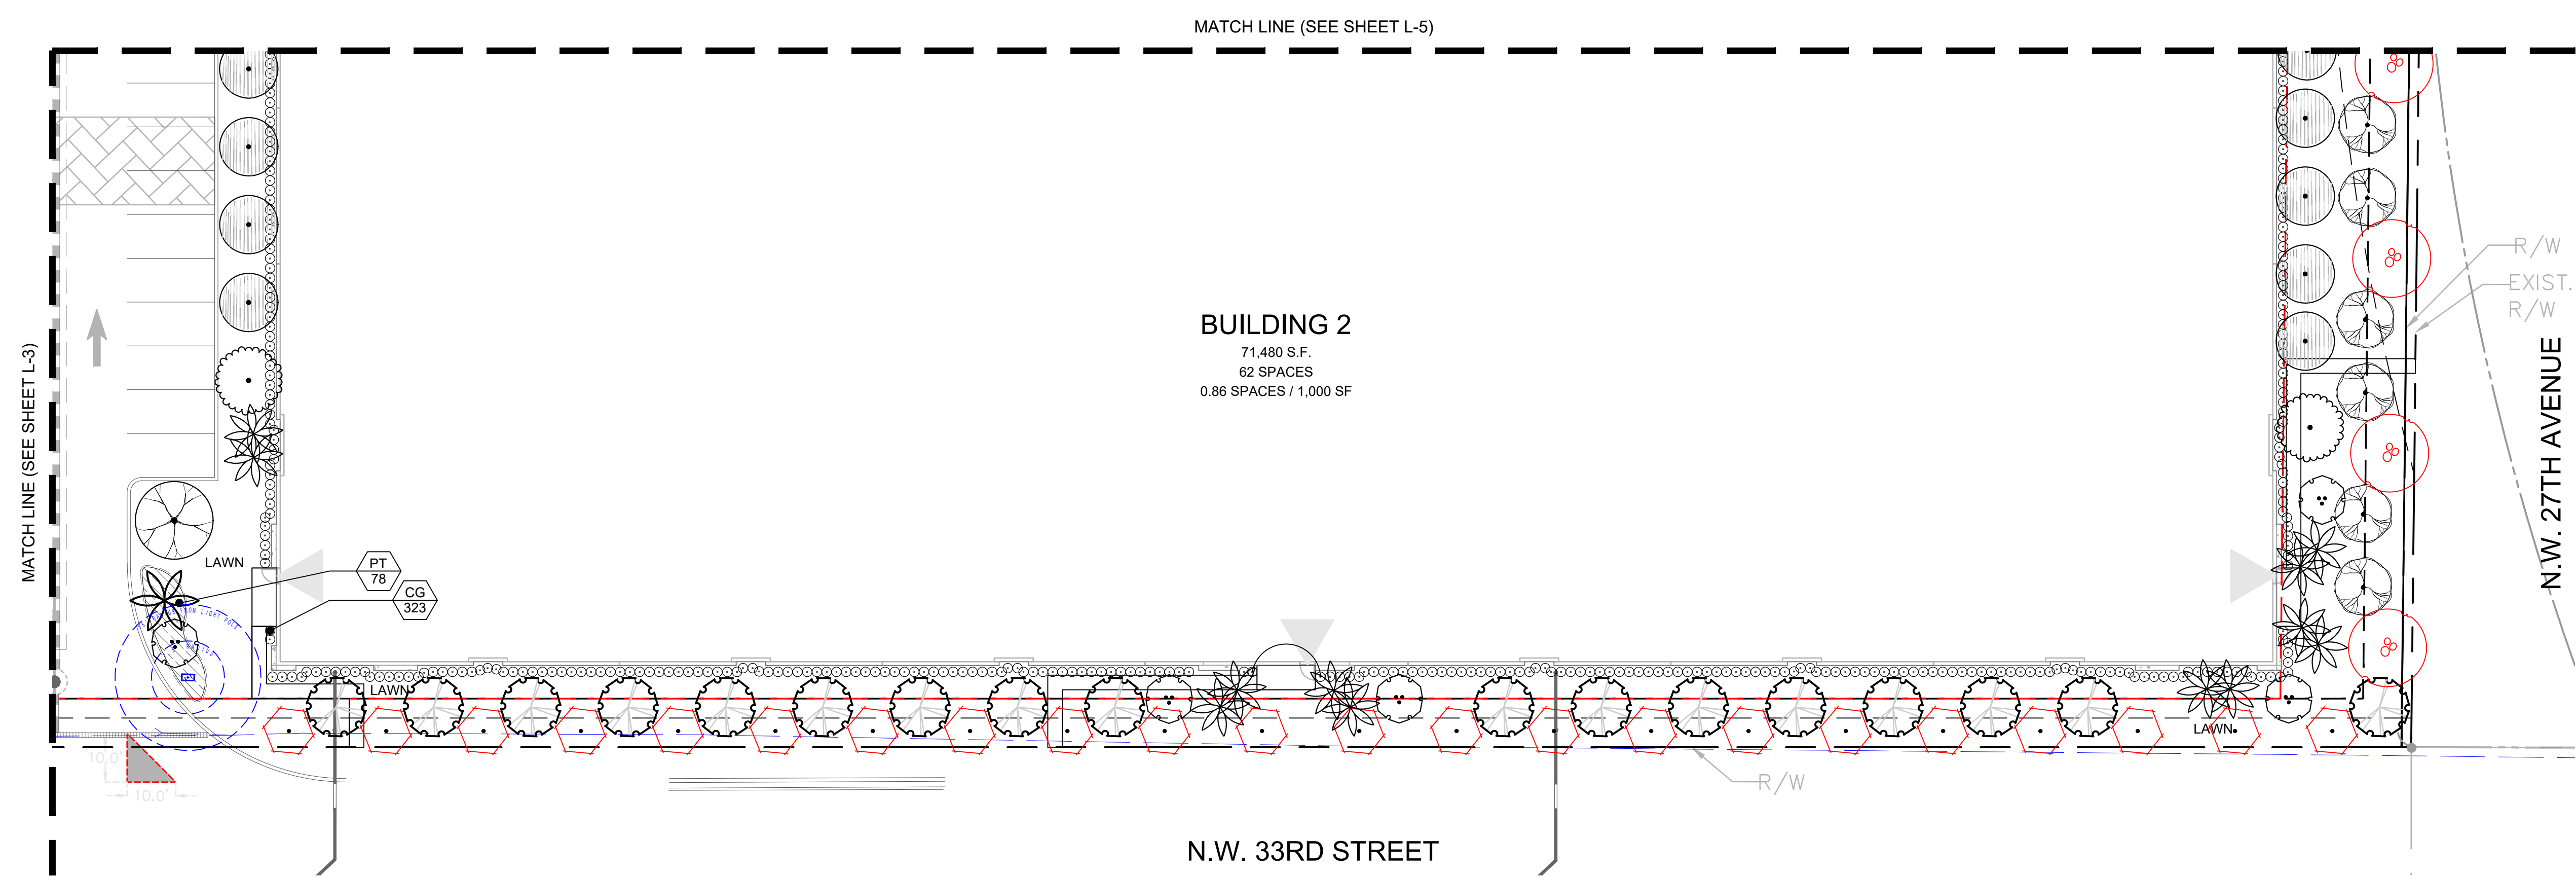 MATCH LINE (SEE SHEET L-5)
MATCH LINE (SEE SHEET L-3)
BUILDING 2
71,480 S.F.
62 SPACES
0.86 SPACES / 1,000 SF
R/W
EXIST.
R/W
N.W. 27TH AVENUE
LAWN
PT
78
CG
323
LIGHT POLE
LAWN
LAWN
10.0'
10.0'
R/W
N.W. 33RD STREET